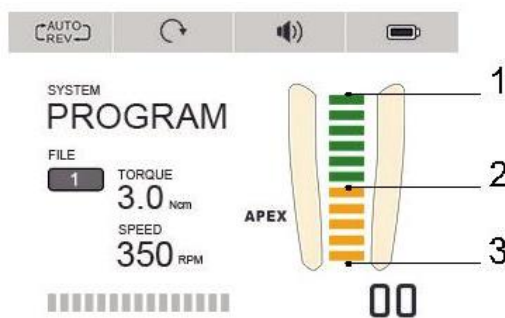 AUTO
REV
SYSTEM
PROGRAM
FILE
1
TORQUE
3.0 Ncm
SPEED
350 RPM
APEX
1
2
3
00